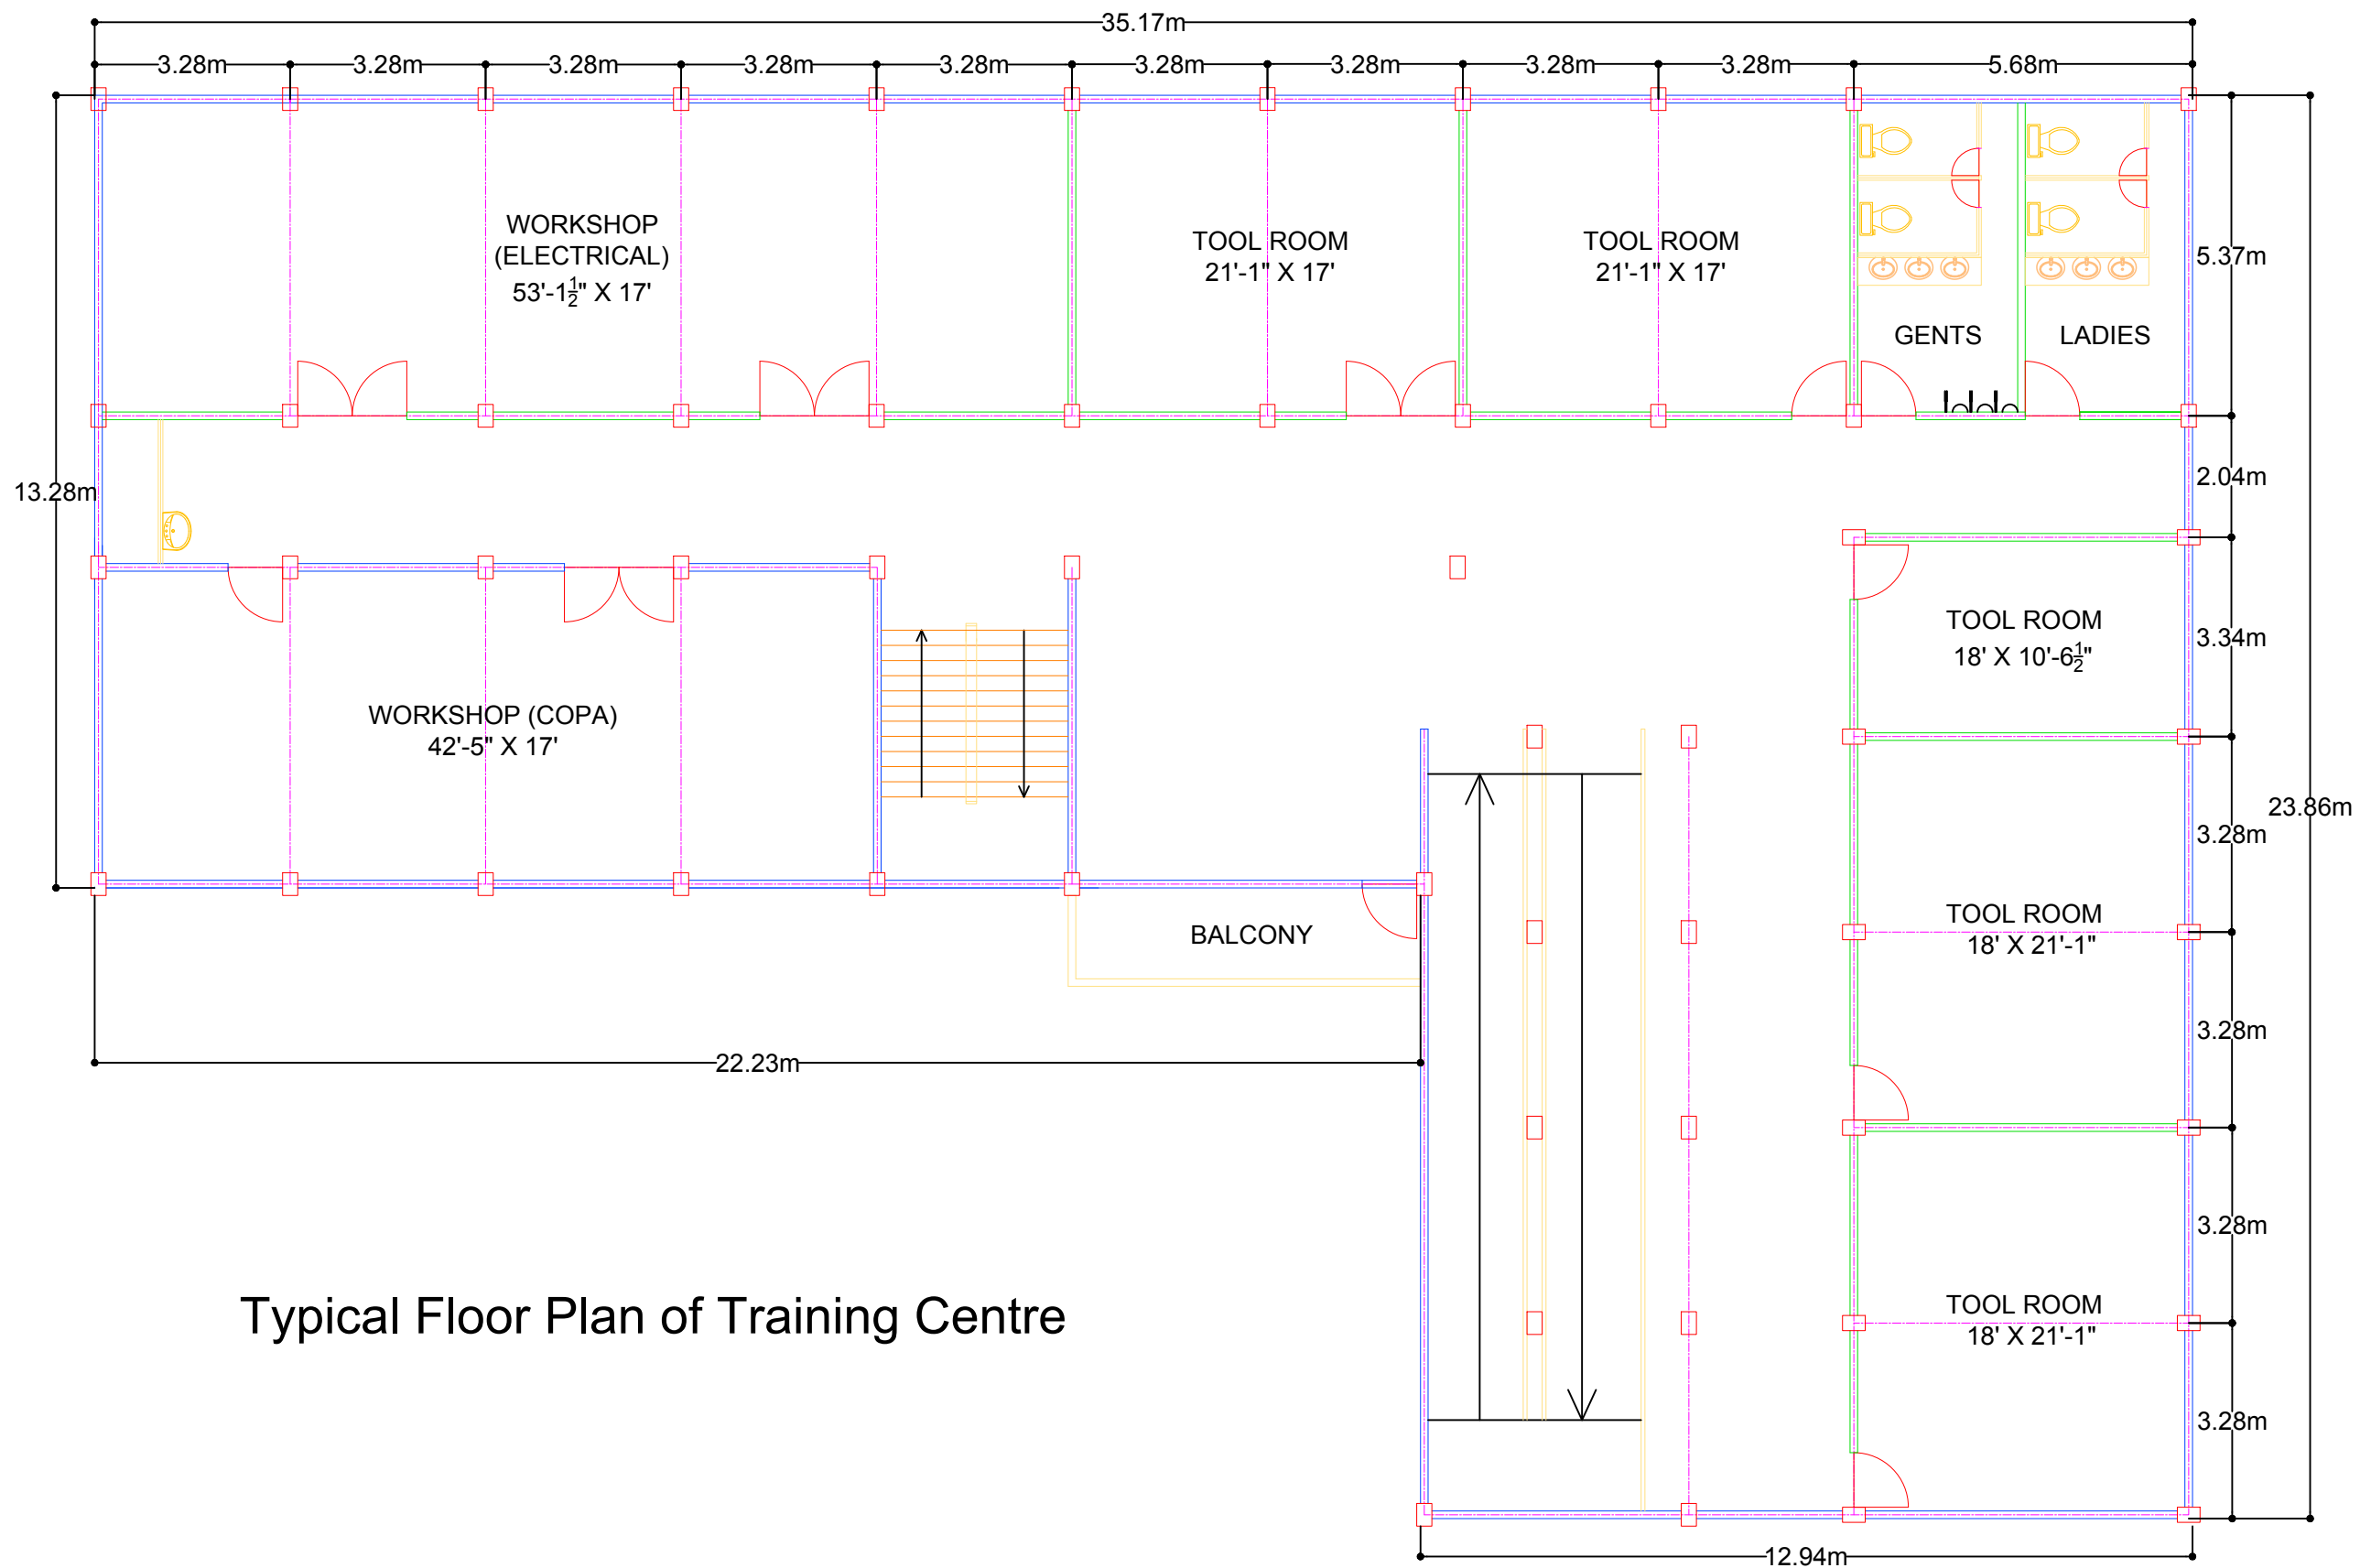 35.17m
3.28m 3.28m 3.28m 3.28m 3.28m 3.28m 3.28m 3.28m 3.28m 5.68m
WORKSHOP
(ELECTRICAL)
53'-1½" X 17'
TOOL ROOM
21'-1" X 17'
TOOL ROOM
21'-1" X 17'
GENTS
LADIES
5.37m
13.28m
2.04m
TOOL ROOM
18' X 10'-6½"
3.34m
WORKSHOP (COPA)
42'-5" X 17'
23.86m
3.28m
BALCONY
TOOL ROOM
18' X 21'-1"
3.28m
22.23m
3.28m
Typical Floor Plan of Training Centre
TOOL ROOM
18' X 21'-1"
3.28m
12.94m